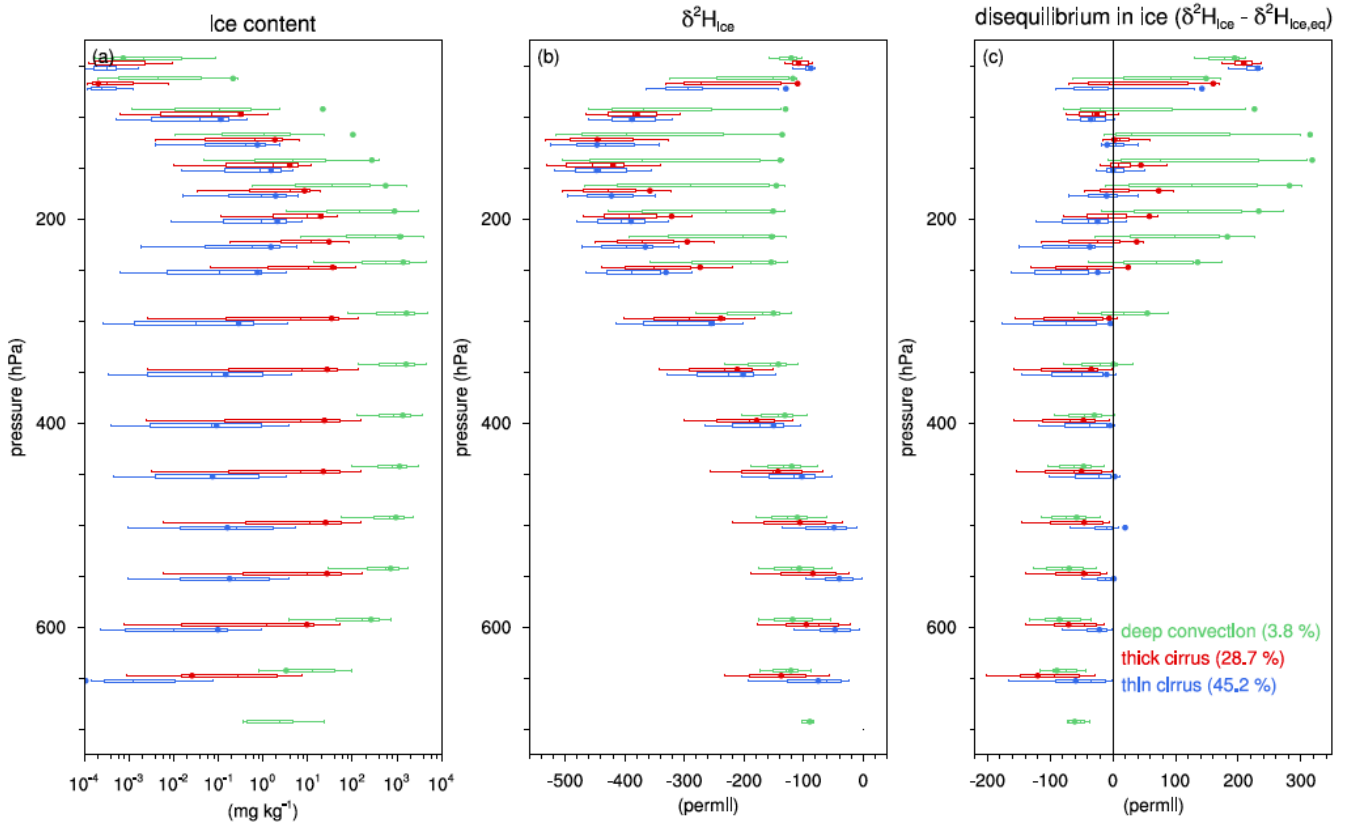 Ice content
δ²H_Ice
disequilibrium in ice (δ²H_Ice - δ²H_Ice,eq)
(a)
(b)
(c)
200
400
600
pressure (hPa)
10⁻⁴ 10⁻³ 10⁻² 10⁻¹ 10⁰ 10¹ 10² 10³ 10⁴
(mg kg⁻¹)
200
400
600
pressure (hPa)
-500 -400 -300 -200 -100 0
(permil)
200
400
600
pressure (hPa)
deep convection (3.8 %)
thick cirrus (28.7 %)
thin cirrus (45.2 %)
-200 -100 0 100 200 300
(permil)